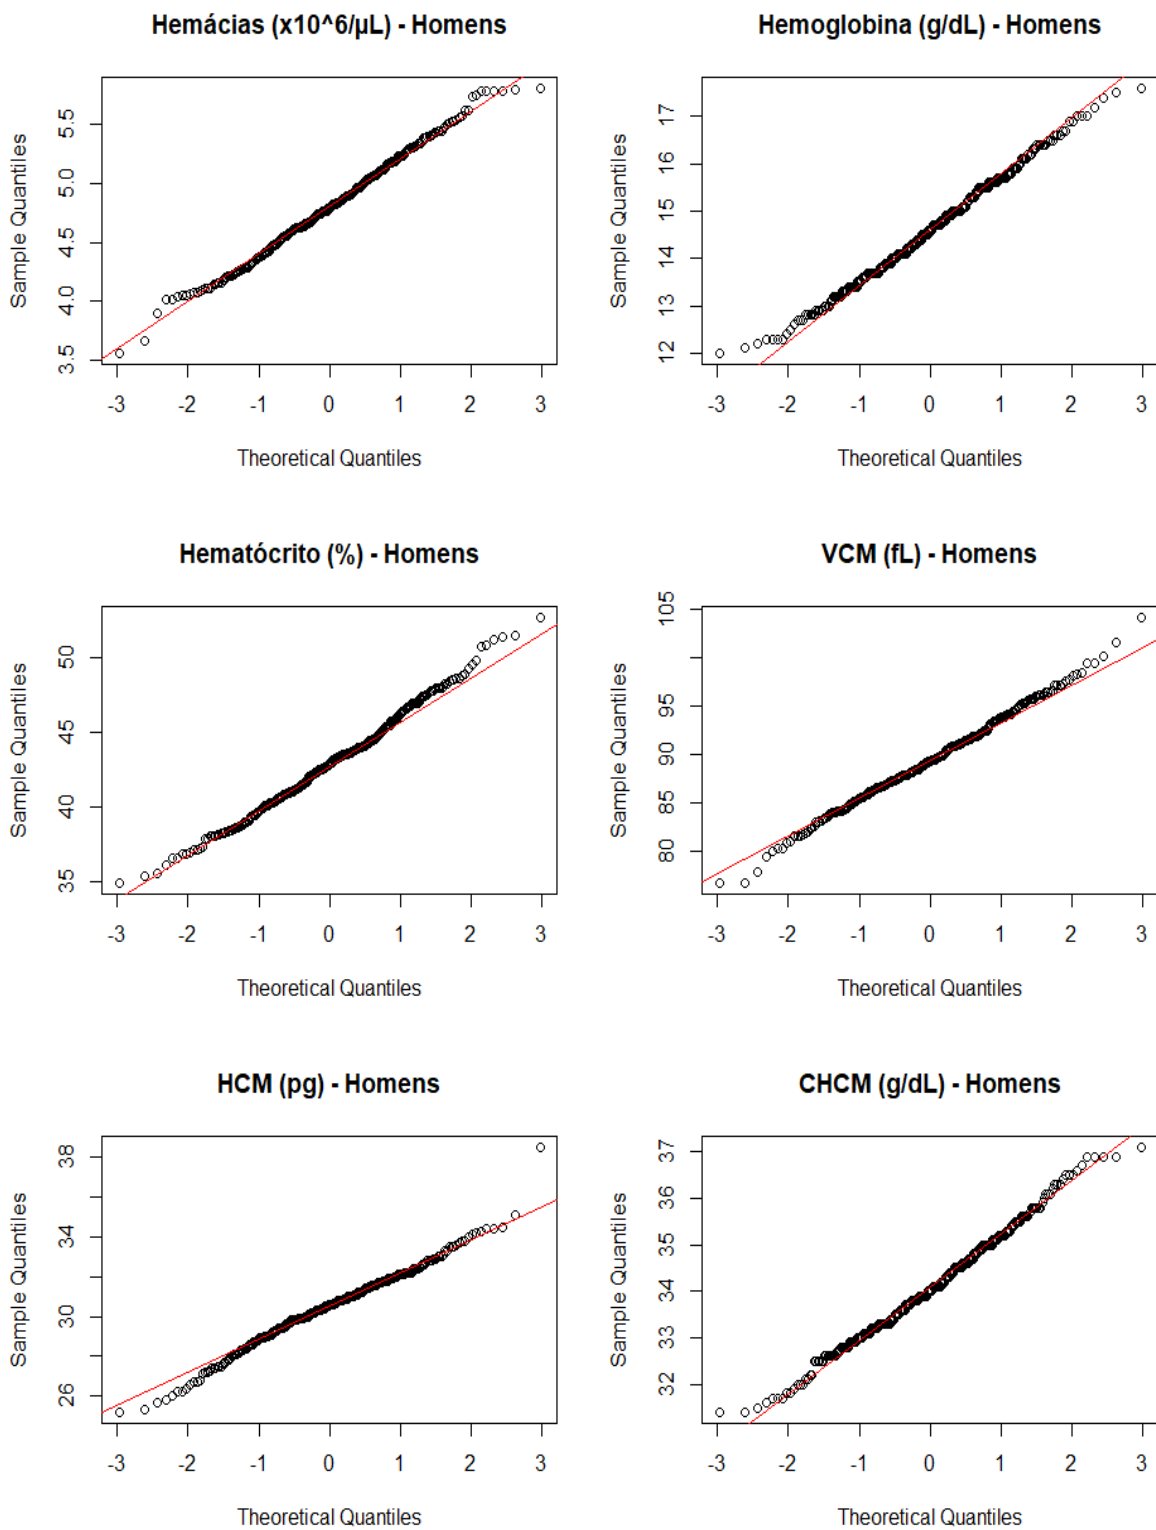 Hemácias (x10^6/µL) - Homens
Sample Quantiles
3.5 4.0 4.5 5.0 5.5
-3 -2 -1 0 1 2 3
Theoretical Quantiles
Hemoglobina (g/dL) - Homens
Sample Quantiles
12 13 14 15 16 17
-3 -2 -1 0 1 2 3
Theoretical Quantiles
Hematócrito (%) - Homens
Sample Quantiles
35 40 45 50
-3 -2 -1 0 1 2 3
Theoretical Quantiles
VCM (fL) - Homens
Sample Quantiles
80 85 90 95 105
-3 -2 -1 0 1 2 3
Theoretical Quantiles
HCM (pg) - Homens
Sample Quantiles
26 30 34 38
-3 -2 -1 0 1 2 3
Theoretical Quantiles
CHCM (g/dL) - Homens
Sample Quantiles
32 33 34 35 36 37
-3 -2 -1 0 1 2 3
Theoretical Quantiles